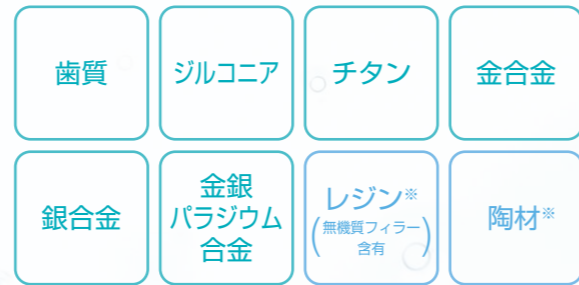 歯質
ジルコニア
チタン
金合金
銀合金
金銀
パラジウム
合金
レジン※
(無機質フィラー
含有)
陶材※